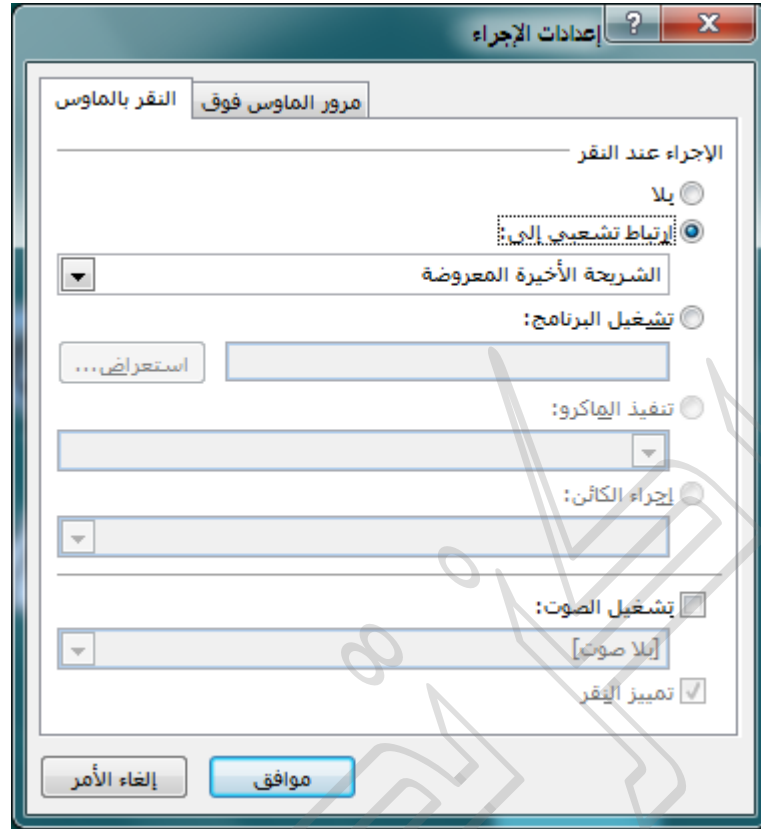 إعدادات الإجراء
النقر بالماوس مرور الماوس فوق
الإجراء عند النقر
بلا
ارتباط تشعبي إلى:
الشريحة الأخيرة المعروضة
تشغيل البرنامج:
استعراض...
تنفيذ الماكرو:
إجراء الكائن:
تشغيل الصوت:
[بلا صوت]
تمييز النقر
موافق إلغاء الأمر